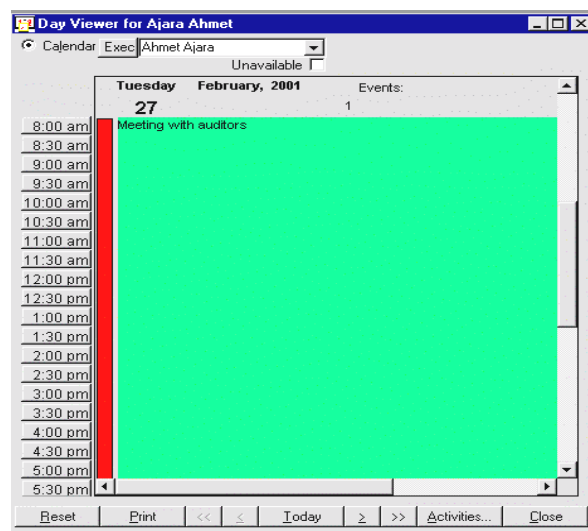 Day Viewer for Ajara Ahmet
Calendar Exec Ahmet Ajara
Unavailable
Tuesday February, 2001 Events:
27 1
8:00 am Meeting with auditors
8:30 am
9:00 am
9:30 am
10:00 am
10:30 am
11:00 am
11:30 am
12:00 pm
12:30 pm
1:00 pm
1:30 pm
2:00 pm
2:30 pm
3:00 pm
3:30 pm
4:00 pm
4:30 pm
5:00 pm
5:30 pm
Reset Print << < Today > >> Activities... Close